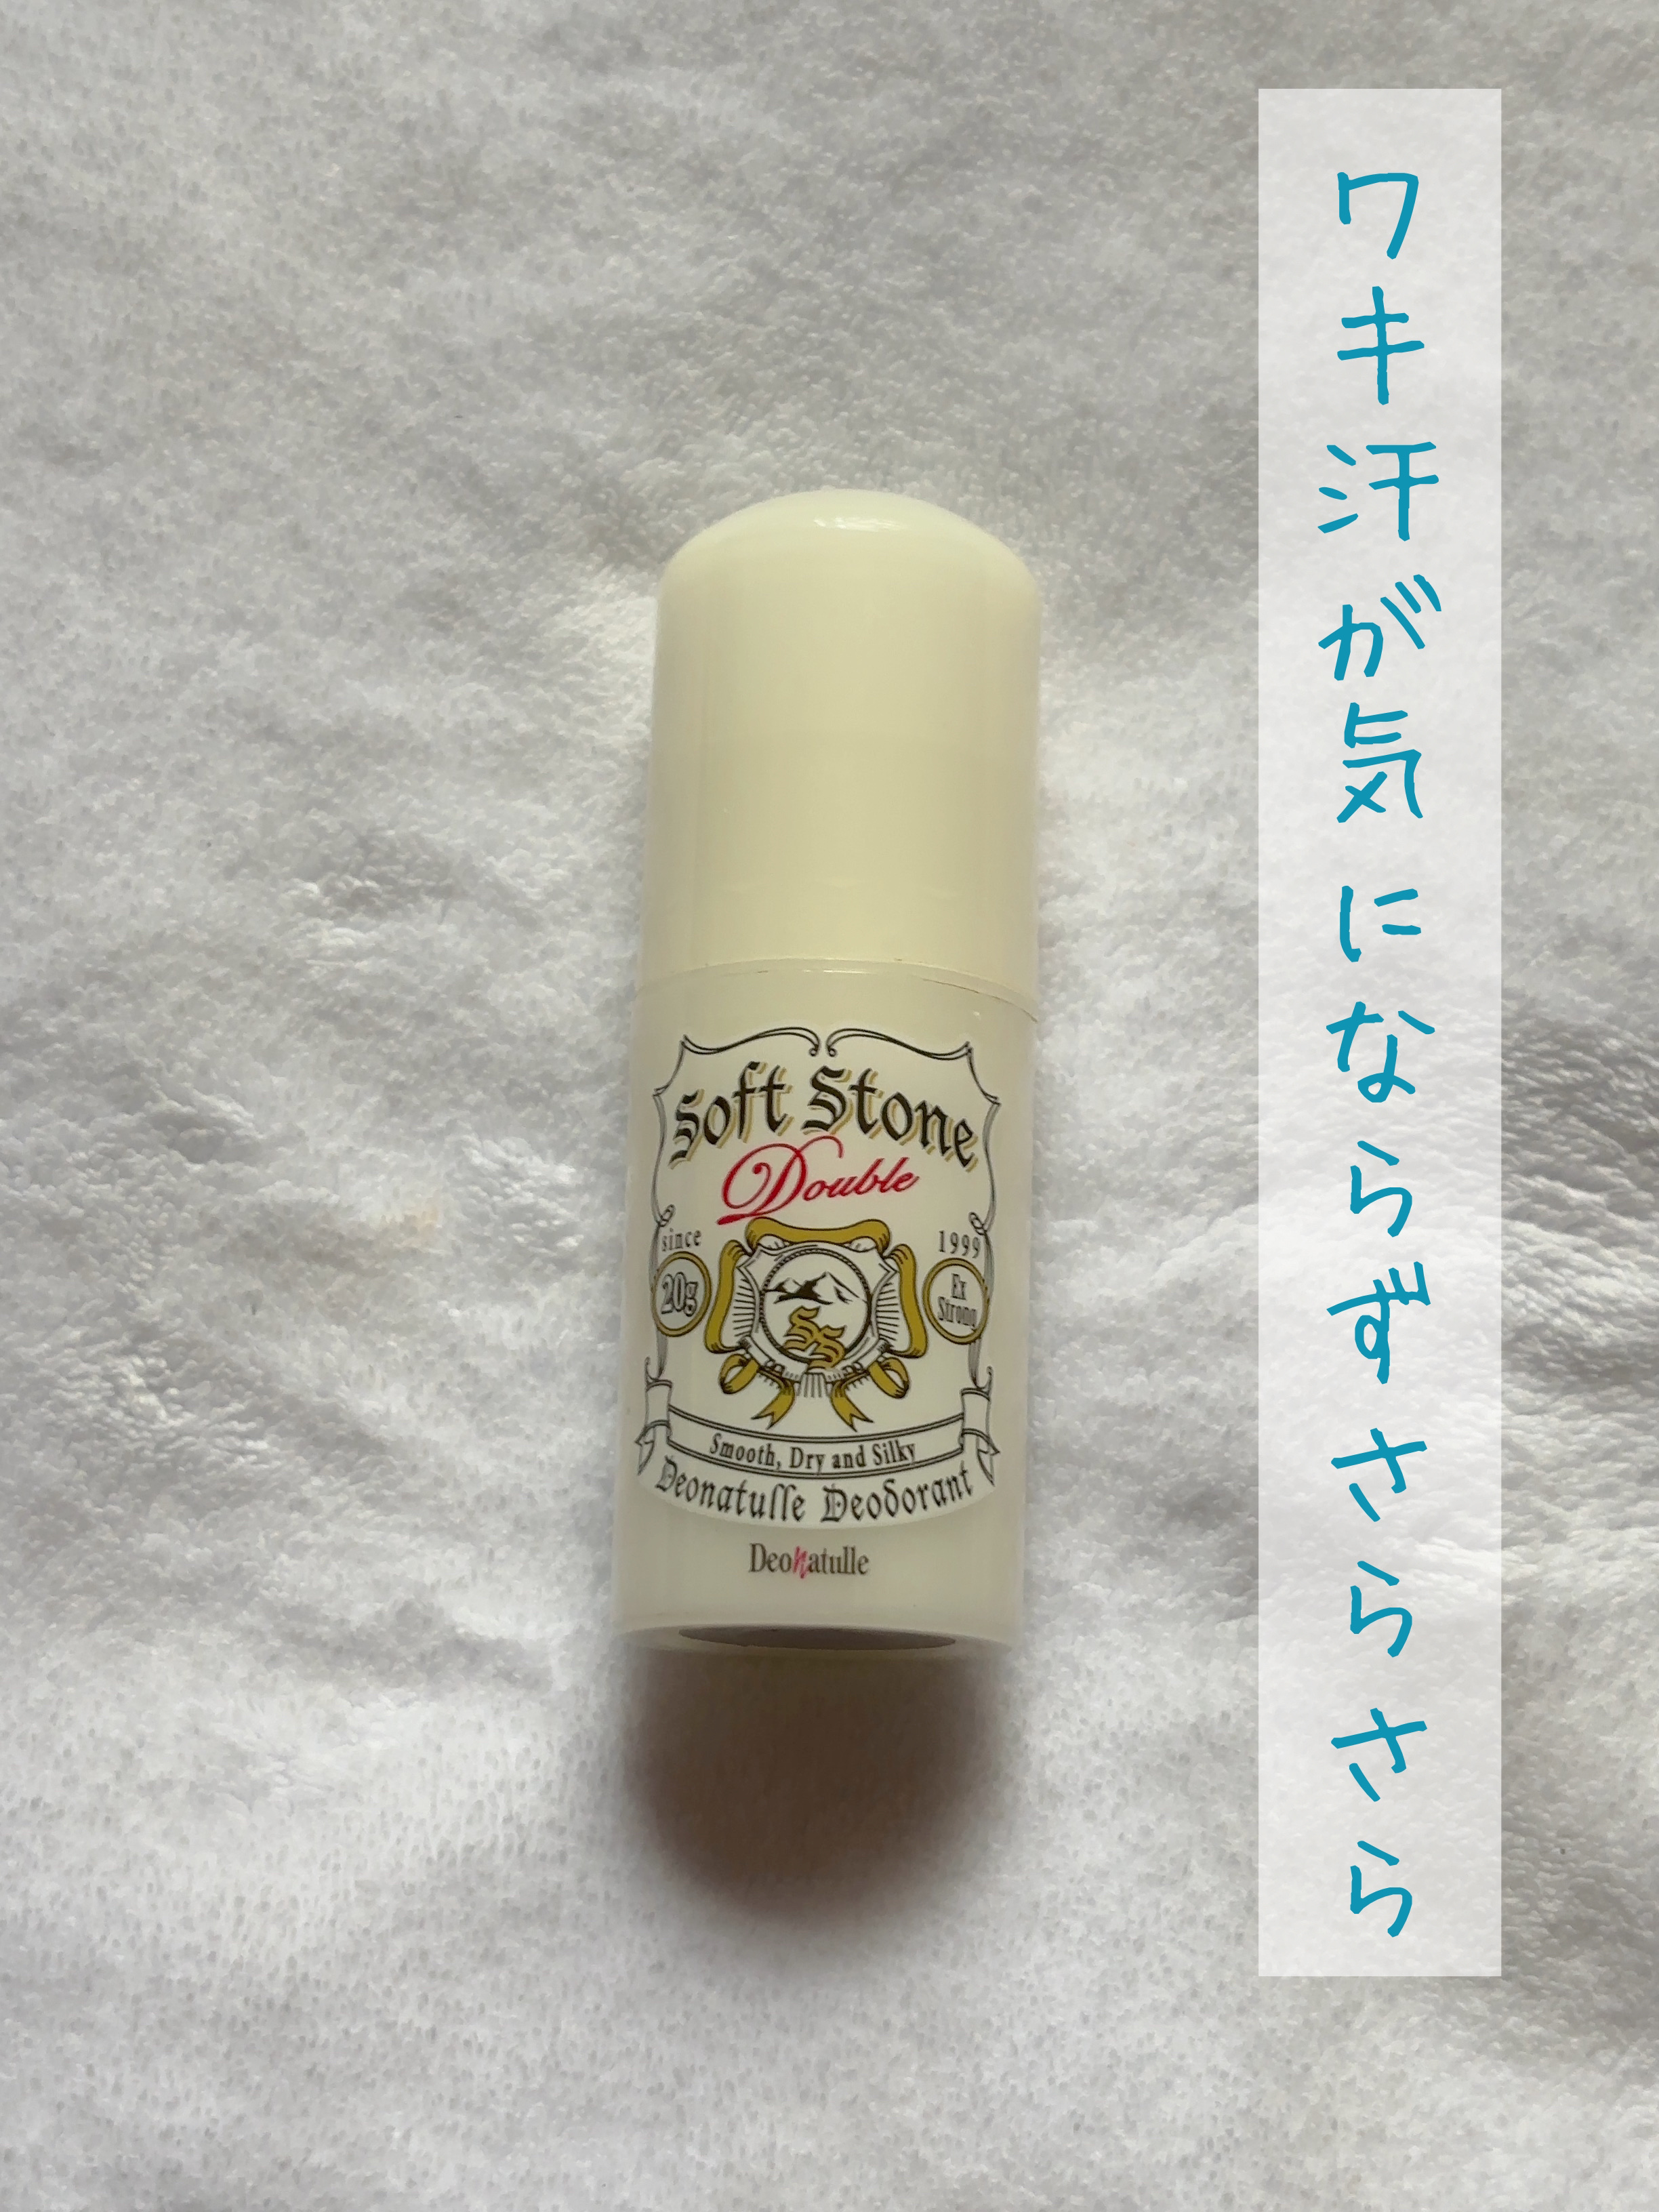 ワキ汗が気にならずさらさら
Soft Stone
Double
since 1999
20g
Ex
Strong
SS
Smooth, Dry and Silky
Deonatulle Deodorant
Deonatulle